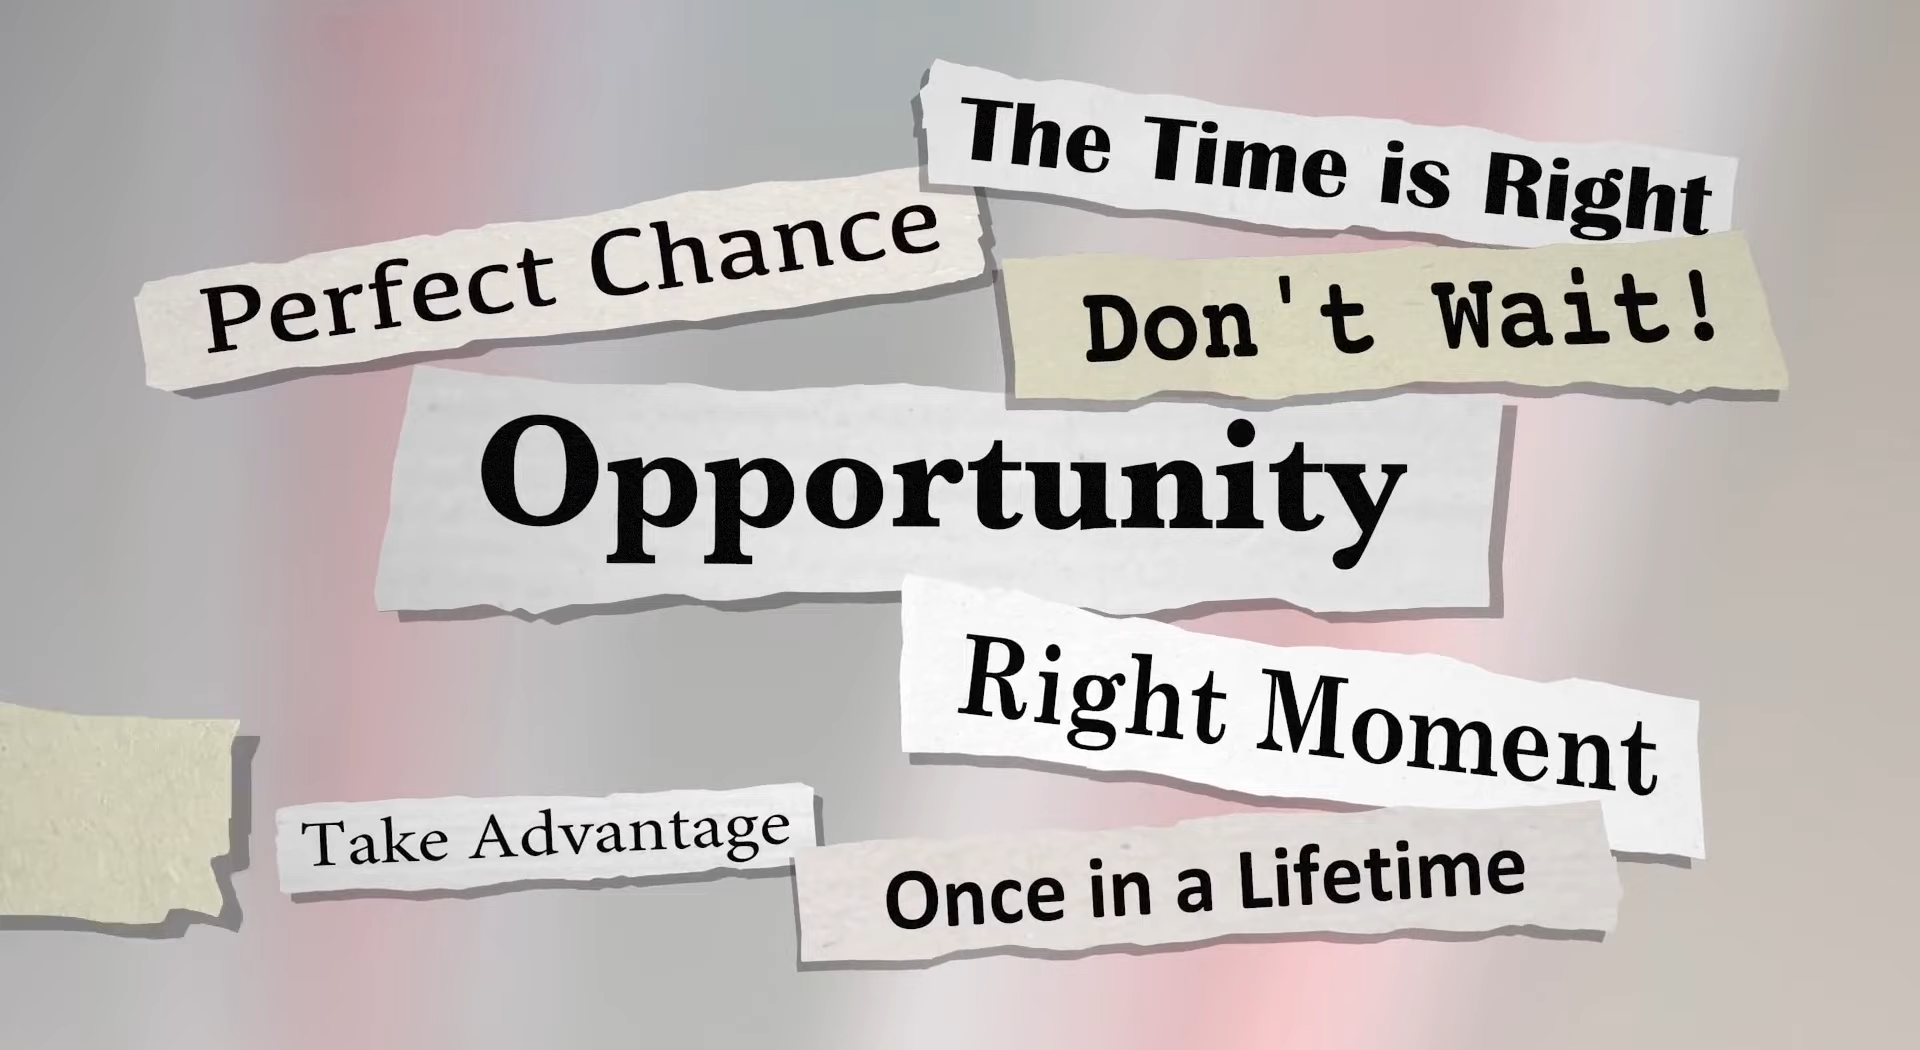 The Time is Right
Perfect Chance
Don't Wait!
Opportunity
Right Moment
Take Advantage
Once in a Lifetime